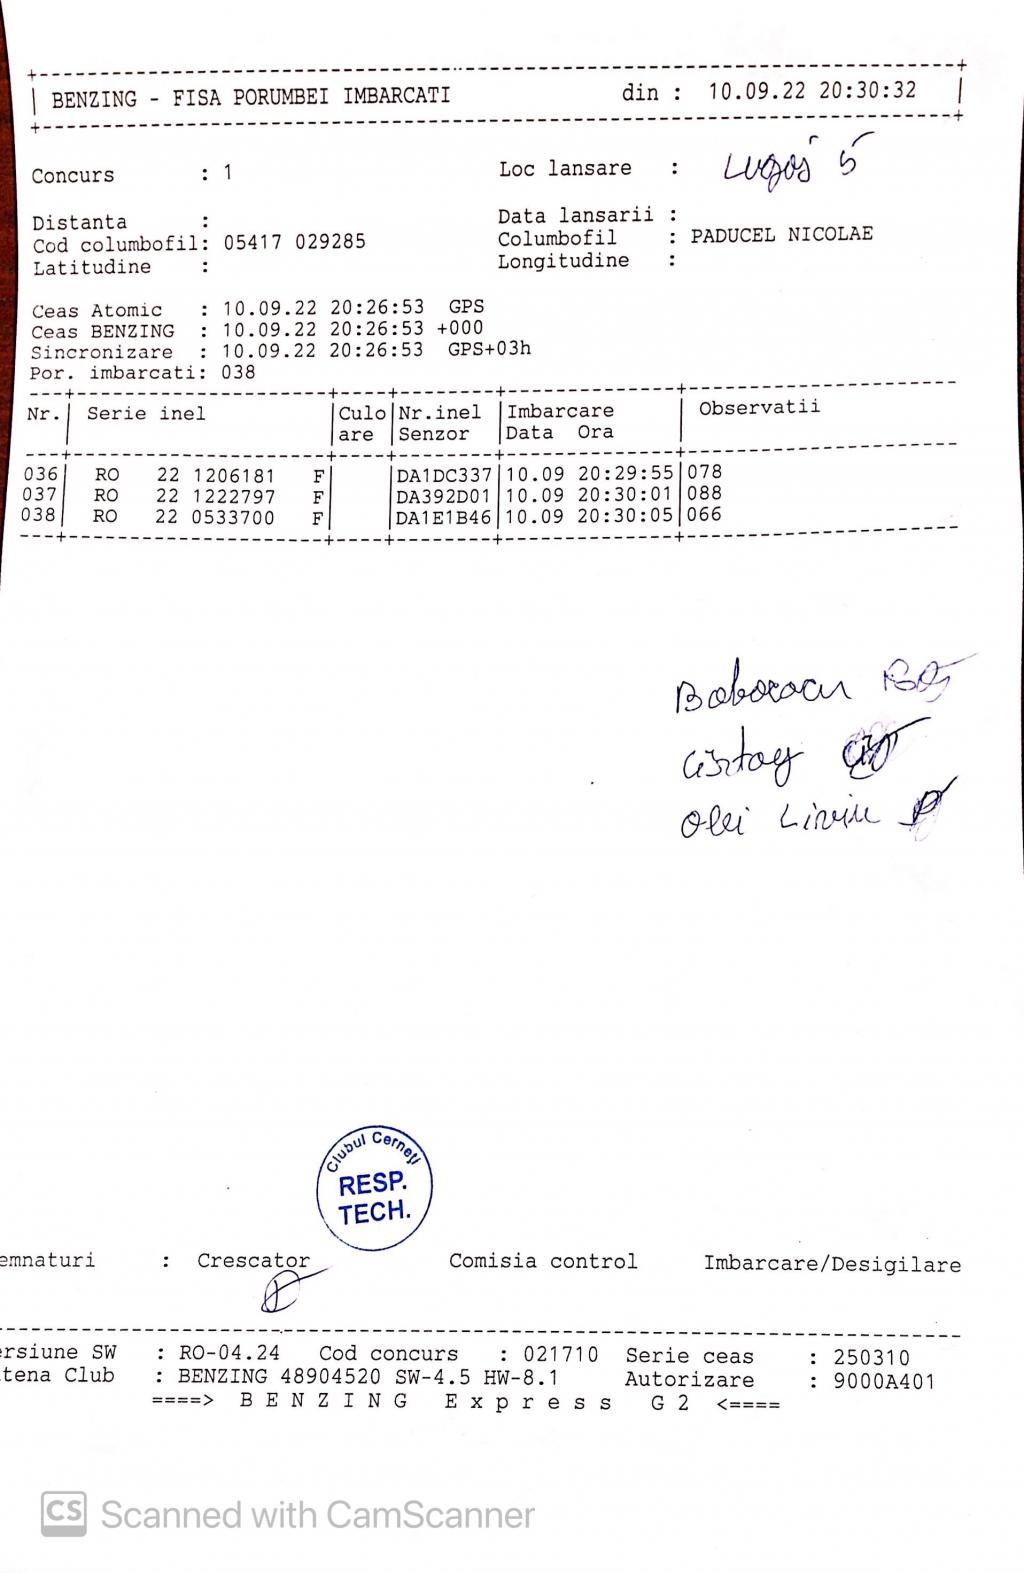 BENZING - FISA PORUMBEI IMBARCATI din : 10.09.22 20:30:32
Concurs : 1 Loc lansare : Lugoj 5
Distanta : Data lansarii :
Cod columbofil: 05417 029285 Columbofil : PADUCEL NICOLAE
Latitudine : Longitudine :
Ceas Atomic : 10.09.22 20:26:53 GPS
Ceas BENZING : 10.09.22 20:26:53 +000
Sincronizare : 10.09.22 20:26:53 GPS+03h
Por. imbarcati: 038
Nr. Serie inel Culo Nr.inel Imbarcare Observatii
are Senzor Data Ora
036 RO 22 1206181 F DA1DC337 10.09 20:29:55 078
037 RO 22 1222797 F DA392D01 10.09 20:30:01 088
038 RO 22 0533700 F DA1E1B46 10.09 20:30:05 066
Olei Liviu
Clubul Cerneți
RESP.
TECH.
emnaturi : Crescator Comisia control Imbarcare/Desigilare
ersiune SW : RO-04.24 Cod concurs : 021710 Serie ceas : 250310
tena Club : BENZING 48904520 SW-4.5 HW-8.1 Autorizare : 9000A401
====> B E N Z I N G E x p r e s s G 2 <====
CS Scanned with CamScanner